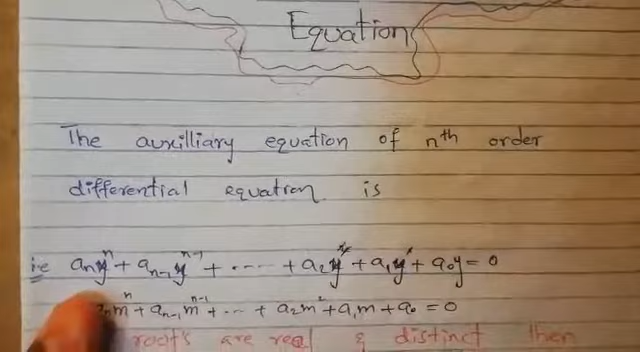 Equation
The auxilliary equation of nth order
differential equation is
i.e aₙyⁿ + aₙ₋₁yⁿ⁻¹ + ---- + a₂y'' + a₁y' + a₀y = 0
mⁿ + aₙ₋₁mⁿ⁻¹ + -- + a₂m² + a₁m + a₀ = 0
roots are real & distinct then